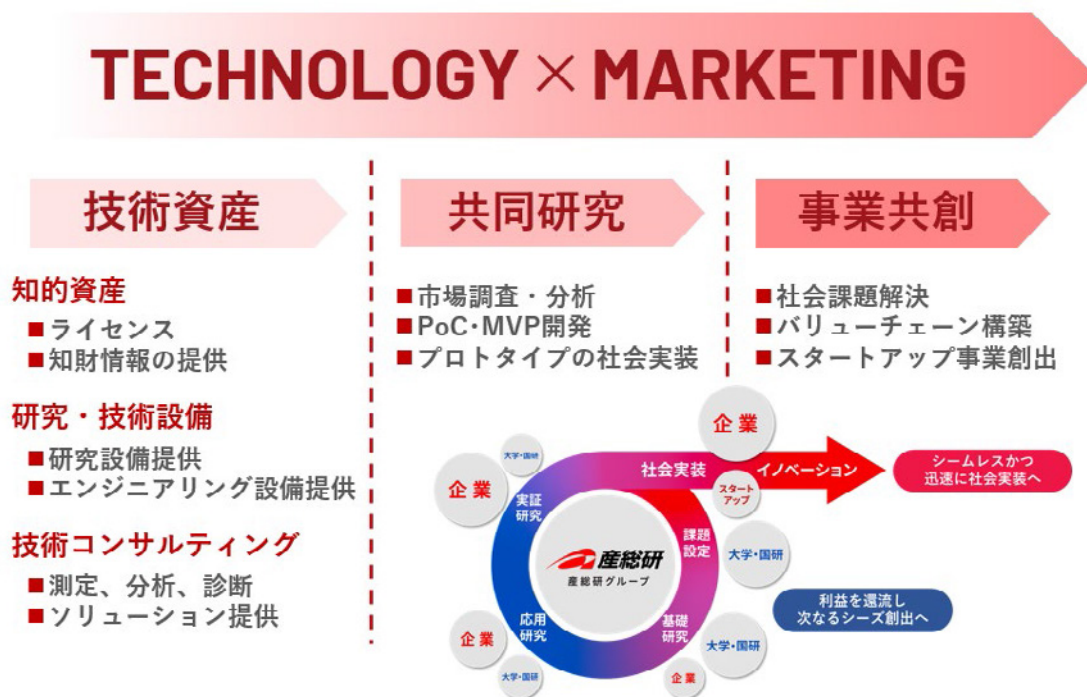 TECHNOLOGY × MARKETING
技術資産
知的資産
■ライセンス
■知財情報の提供
研究・技術設備
■研究設備提供
■エンジニアリング設備提供
技術コンサルティング
■測定、分析、診断
■ソリューション提供
共同研究
■市場調査・分析
■PoC・MVP開発
■プロトタイプの社会実装
事業共創
■社会課題解決
■バリューチェーン構築
■スタートアップ事業創出
企業
社会実装
イノベーション
シームレスかつ
迅速に社会実装へ
大学・国研
企業
実証
研究
スタート
アップ
課題
設定
大学・国研
産総研
産総研グループ
利益を還流し
次なるシーズ創出へ
応用
研究
基礎
研究
企業
大学・国研
大学・国研
企業